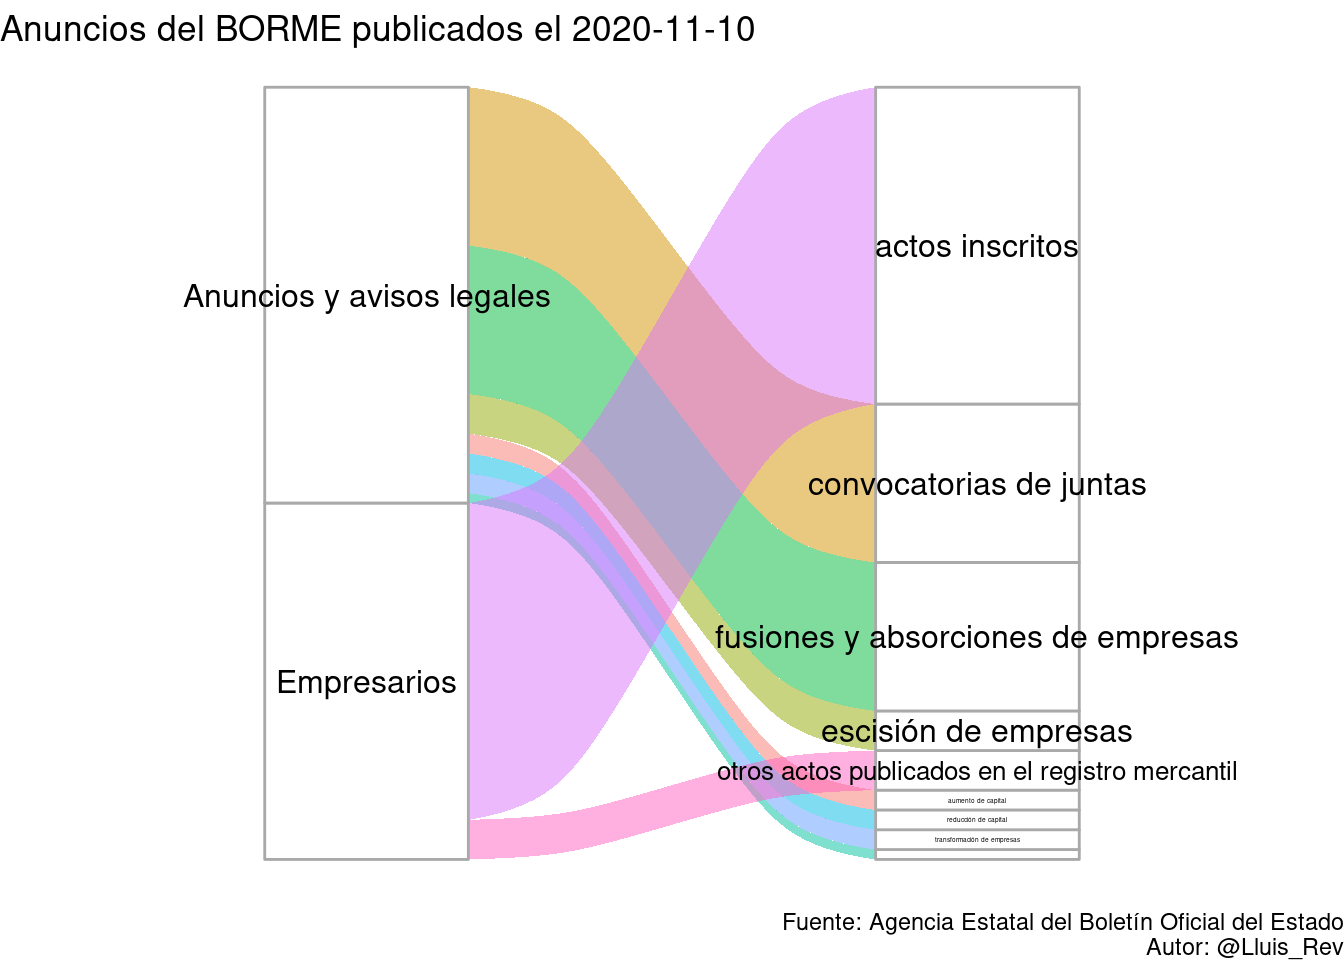 Anuncios del BORME publicados el 2020-11-10
Anuncios y avisos legales
Empresarios
actos inscritos
convocatorias de juntas
fusiones y absorciones de empresas
escisión de empresas
otros actos publicados en el registro mercantil
aumento de capital
reducción de capital
transformación de empresas
Fuente: Agencia Estatal del Boletín Oficial del Estado
Autor: @Lluis_Rev